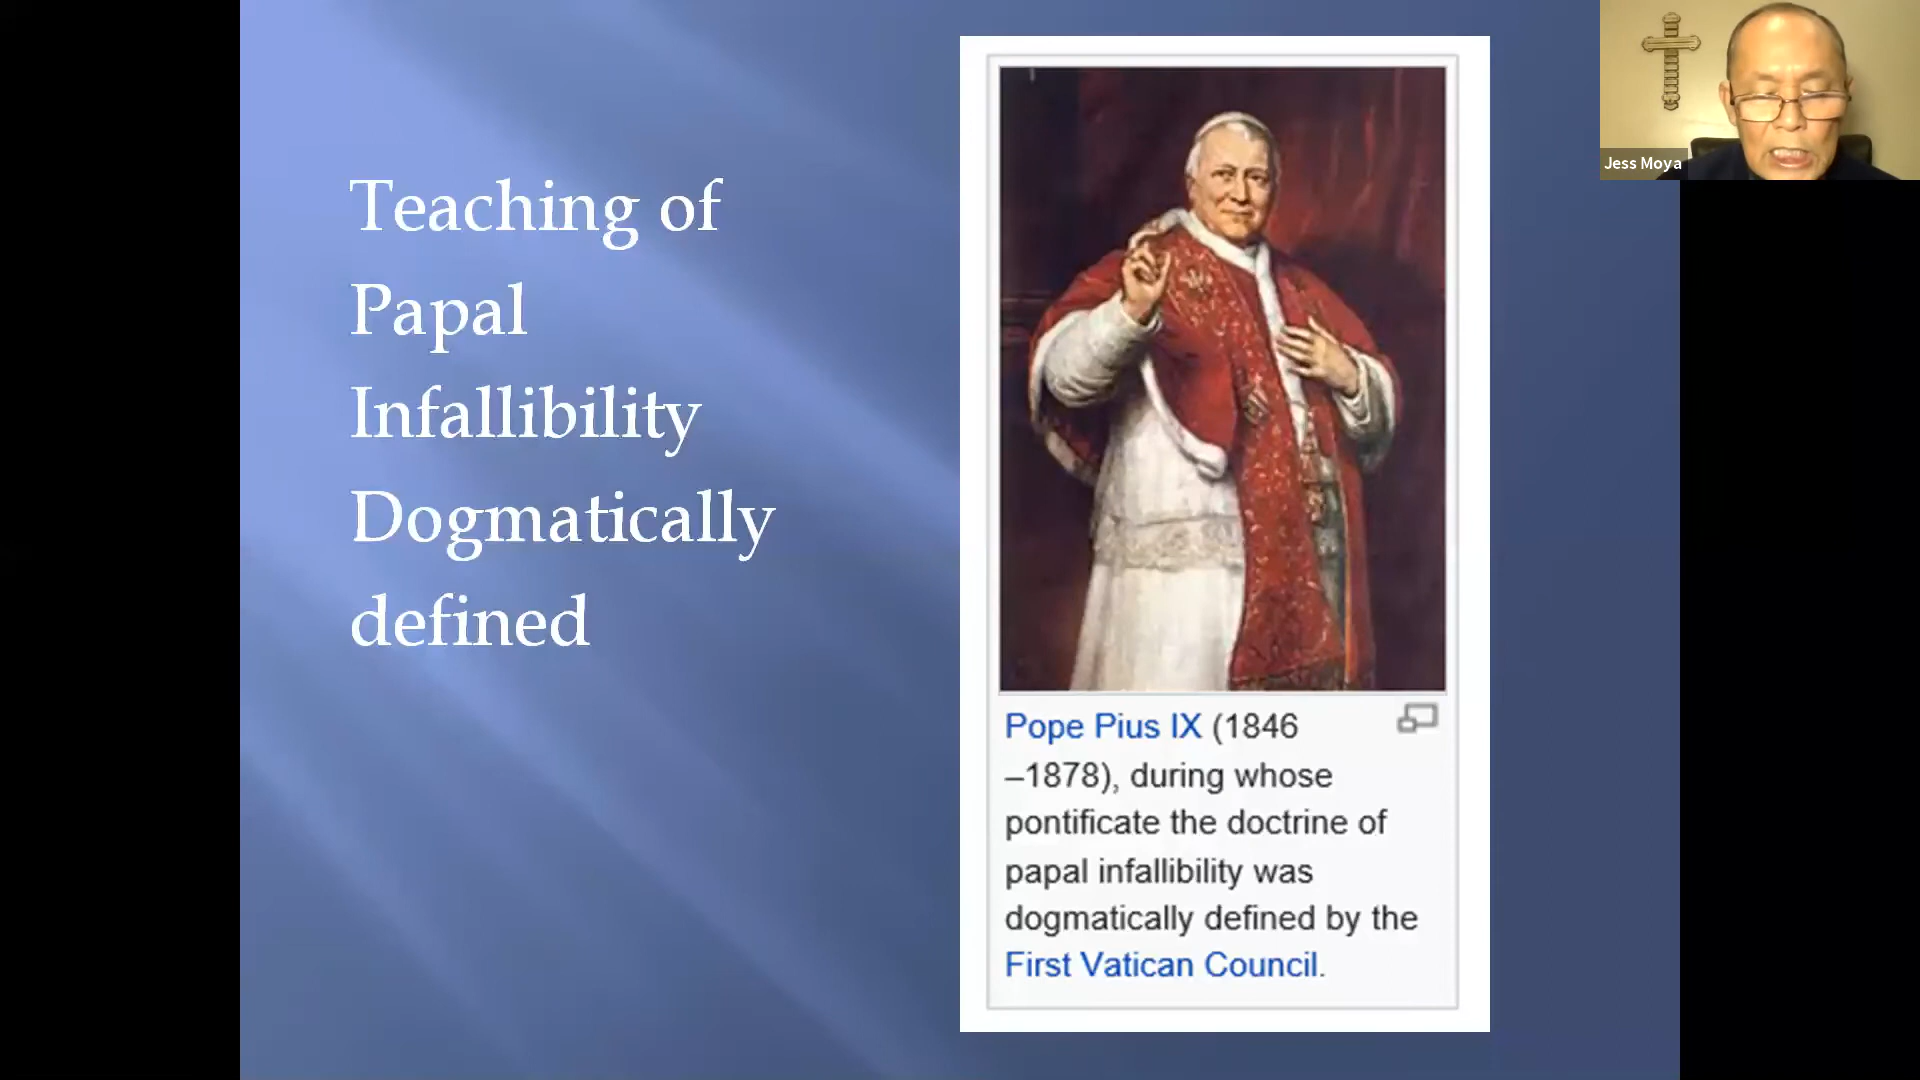 Teaching of
Papal
Infallibility
Dogmatically
defined
Pope Pius IX (1846
–1878), during whose
pontificate the doctrine of
papal infallibility was
dogmatically defined by the
First Vatican Council.
Jess Moya